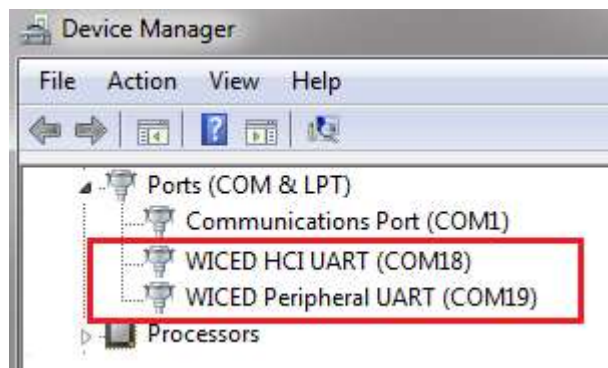 Device Manager
File Action View Help
Ports (COM & LPT)
Communications Port (COM1)
WICED HCI UART (COM18)
WICED Peripheral UART (COM19)
Processors